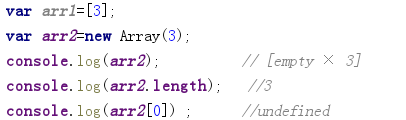 var arr1=[3];
var arr2=new Array(3);
console.log(arr2);  // [empty × 3]
console.log(arr2.length);  //3
console.log(arr2[0]) ;  //undefined